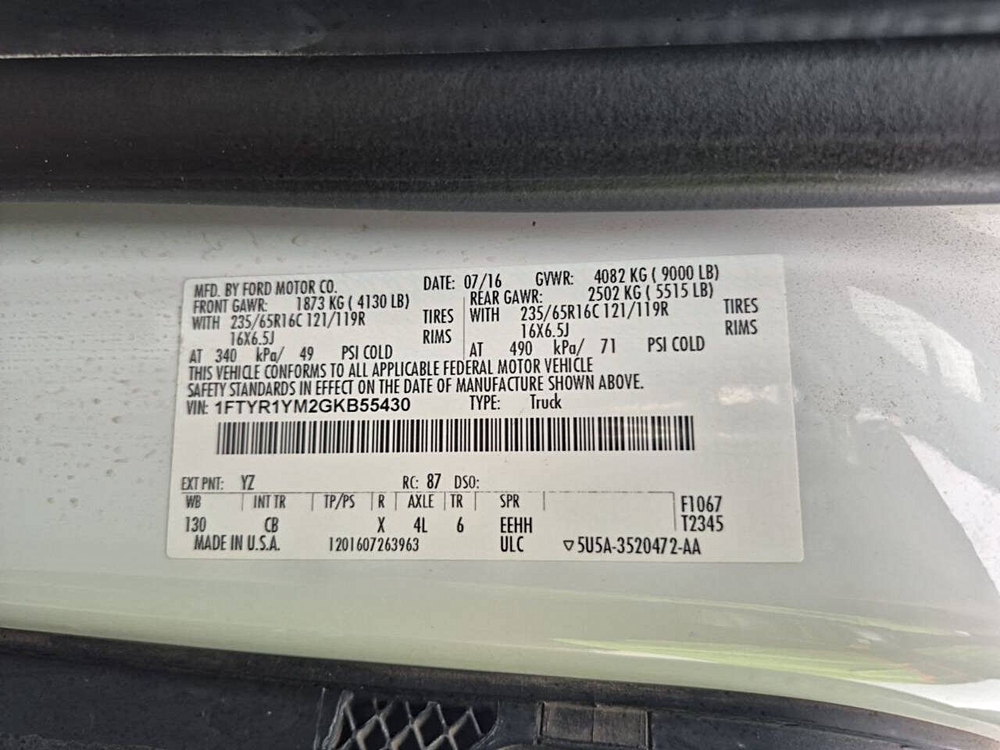 MFD. BY FORD MOTOR CO. DATE: 07/16 GVWR: 4082 KG ( 9000 LB)
FRONT GAWR: 1873 KG ( 4130 LB) REAR GAWR: 2502 KG ( 5515 LB)
WITH 235/65R16C 121/119R TIRES WITH 235/65R16C 121/119R TIRES
16X6.5J RIMS 16X6.5J RIMS
AT 340 kPa/ 49 PSI COLD AT 490 kPa/ 71 PSI COLD
THIS VEHICLE CONFORMS TO ALL APPLICABLE FEDERAL MOTOR VEHICLE
SAFETY STANDARDS IN EFFECT ON THE DATE OF MANUFACTURE SHOWN ABOVE.
VIN: 1FTYR1YM2GKB55430 TYPE: Truck
EXT PNT: YZ RC: 87 DSO:
WB INT TR TP/PS R AXLE TR SPR F1067
130 CB X 4L 6 EEHH T2345
MADE IN U.S.A. 1201607263963 ULC ▽5U5A-3520472-AA